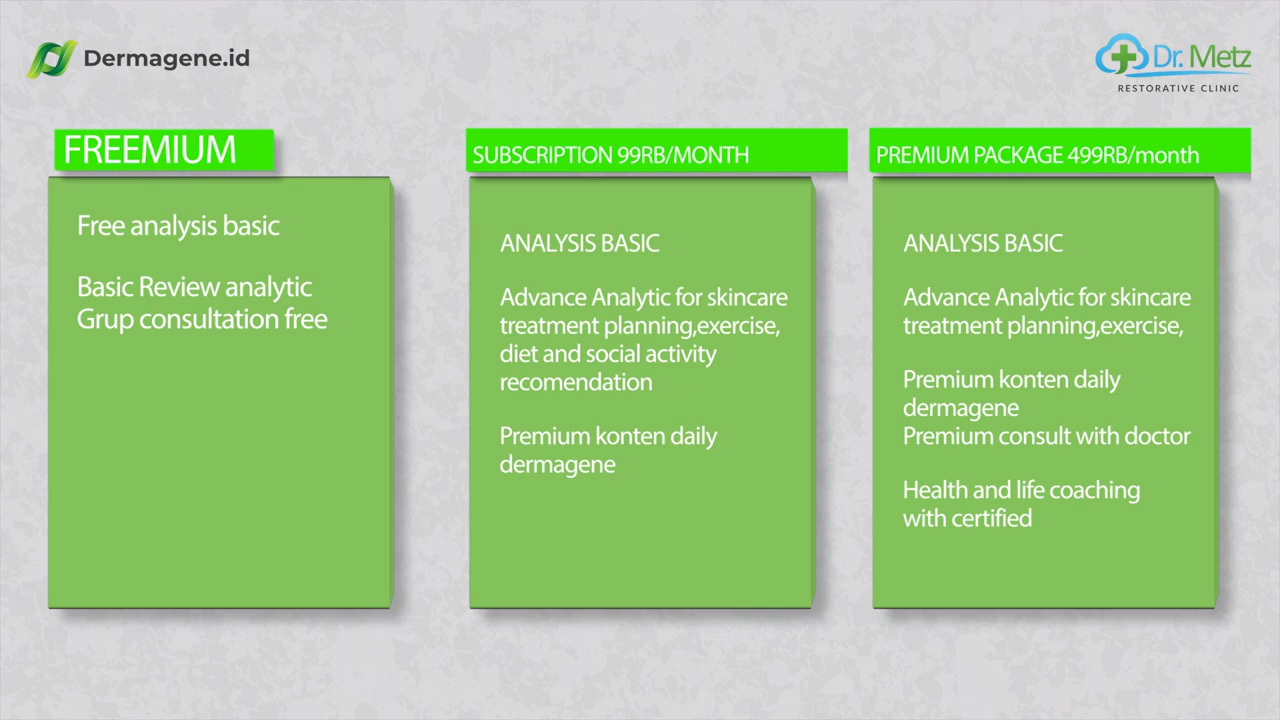 Dermagene.id
Dr. Metz
RESTORATIVE CLINIC
FREEMIUM
Free analysis basic
Basic Review analytic
Grup consultation free
SUBSCRIPTION 99RB/MONTH
ANALYSIS BASIC
Advance Analytic for skincare
treatment planning,exercise,
diet and social activity
recomendation
Premium konten daily
dermagene
PREMIUM PACKAGE 499RB/month
ANALYSIS BASIC
Advance Analytic for skincare
treatment planning,exercise,
Premium konten daily
dermagene
Premium consult with doctor
Health and life coaching
with certified